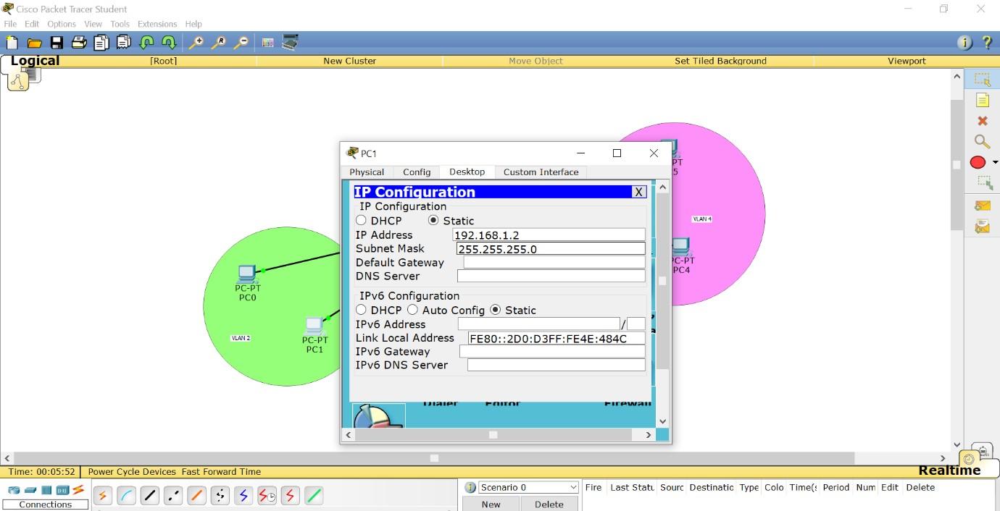 Cisco Packet Tracer Student
File Edit Options View Tools Extensions Help
Logical [Root] New Cluster Move Object Set Tiled Background Viewport
PC1
Physical Config Desktop Custom Interface
IP Configuration X
IP Configuration
DHCP Static
IP Address 192.168.1.2
Subnet Mask 255.255.255.0
Default Gateway
DNS Server
IPv6 Configuration
DHCP Auto Config Static
IPv6 Address /
Link Local Address FE80::2D0:D3FF:FE4E:484C
IPv6 Gateway
IPv6 DNS Server
Dialer Editor Firewall
PC-PT
PC0
PC-PT
PC1
VLAN 2
PT
5
VLAN 4
PC-PT
PC4
Time: 00:05:52 Power Cycle Devices Fast Forward Time Realtime
Connections
Scenario 0
New Delete
Fire Last Statu Sourc Destinatio Type Colo Time(s Period Num Edit Delete